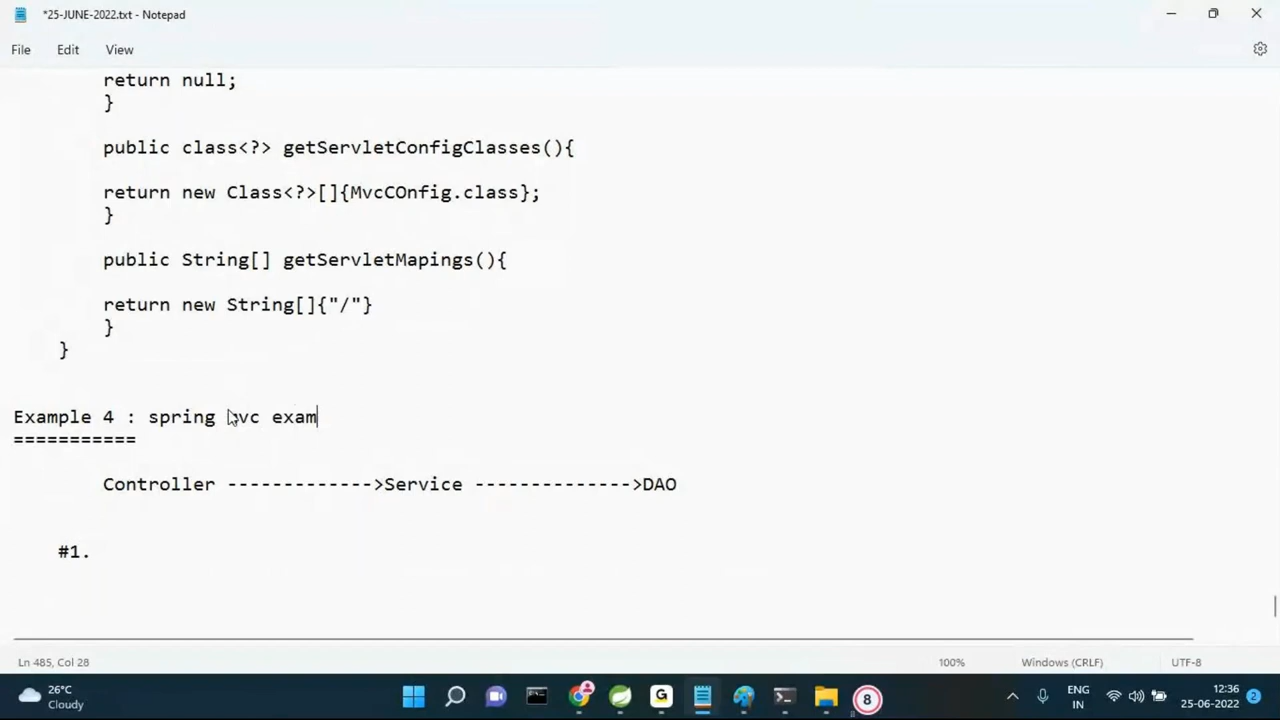 *25-JUNE-2022.txt - Notepad
File Edit View
return null;
}
public class<?> getServletConfigClasses(){
return new Class<?>[]{MvcCOnfig.class};
}
public String[] getServletMapings(){
return new String[]{"/"}
}
}
Example 4 : spring mvc exam
===========
Controller ------------->Service -------------->DAO
#1.
Ln 485, Col 28 100% Windows (CRLF) UTF-8
26°C
Cloudy
G
8
ENG
IN
12:36
25-06-2022
2